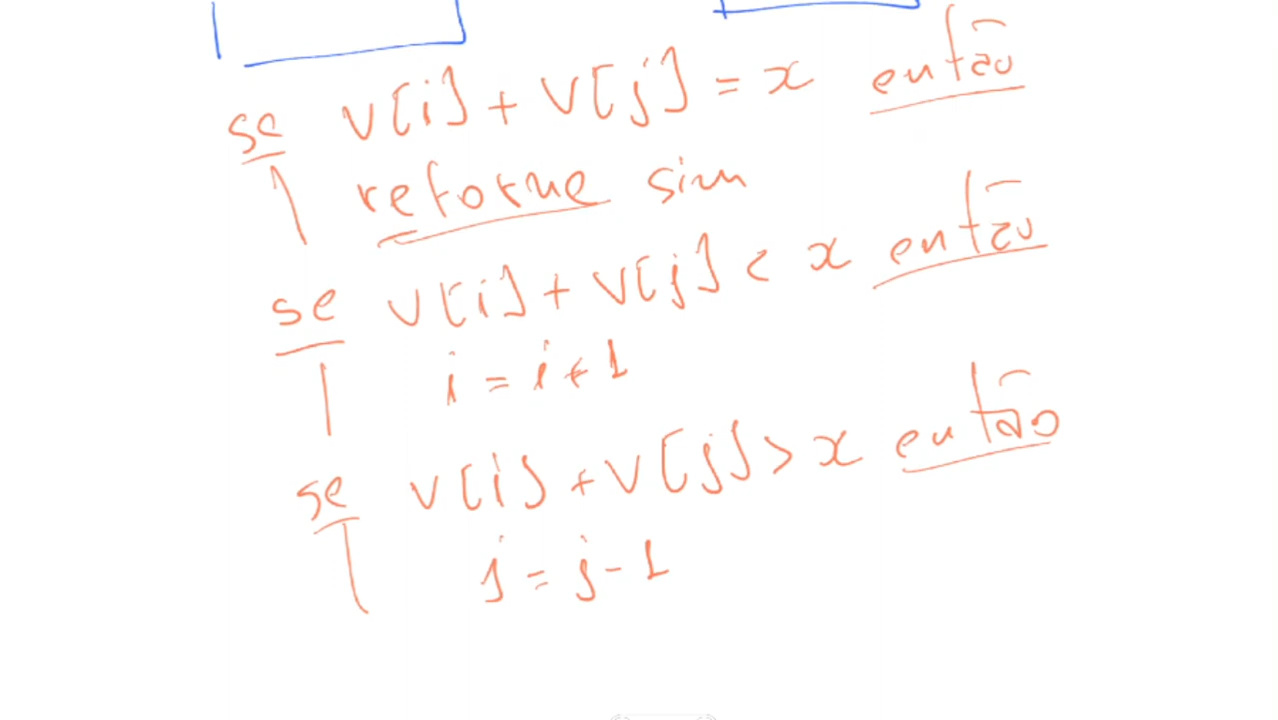 se v[i] + v[j] = x então
retorne sim
se v[i] + v[j] < x então
i = i + 1
se v[i] + v[j] > x então
j = j - 1